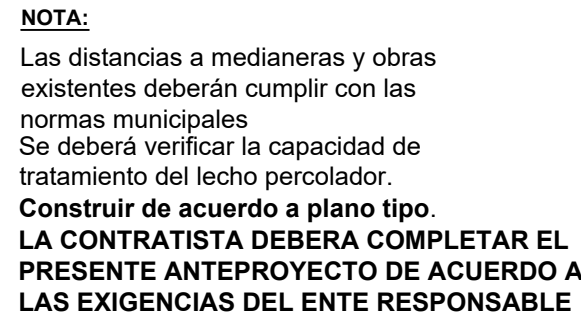 NOTA:
Las distancias a medianeras y obras
existentes deberán cumplir con las
normas municipales
Se deberá verificar la capacidad de
tratamiento del lecho percolador.
Construir de acuerdo a plano tipo.
LA CONTRATISTA DEBERA COMPLETAR EL
PRESENTE ANTEPROYECTO DE ACUERDO A
LAS EXIGENCIAS DEL ENTE RESPONSABLE